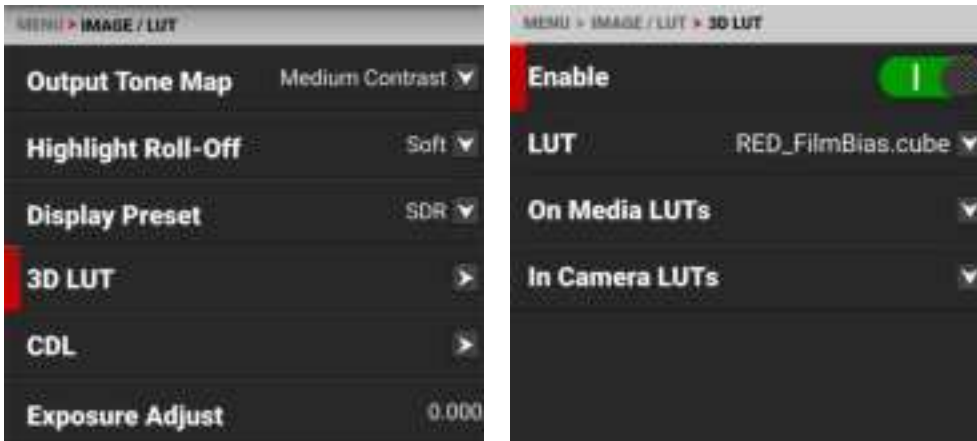 MENU ▸ IMAGE / LUT
Output Tone Map Medium Contrast
Highlight Roll-Off Soft
Display Preset SDR
3D LUT
CDL
Exposure Adjust 0.000
MENU ▸ IMAGE / LUT ▸ 3D LUT
Enable
LUT RED_FilmBias.cube
On Media LUTs
In Camera LUTs